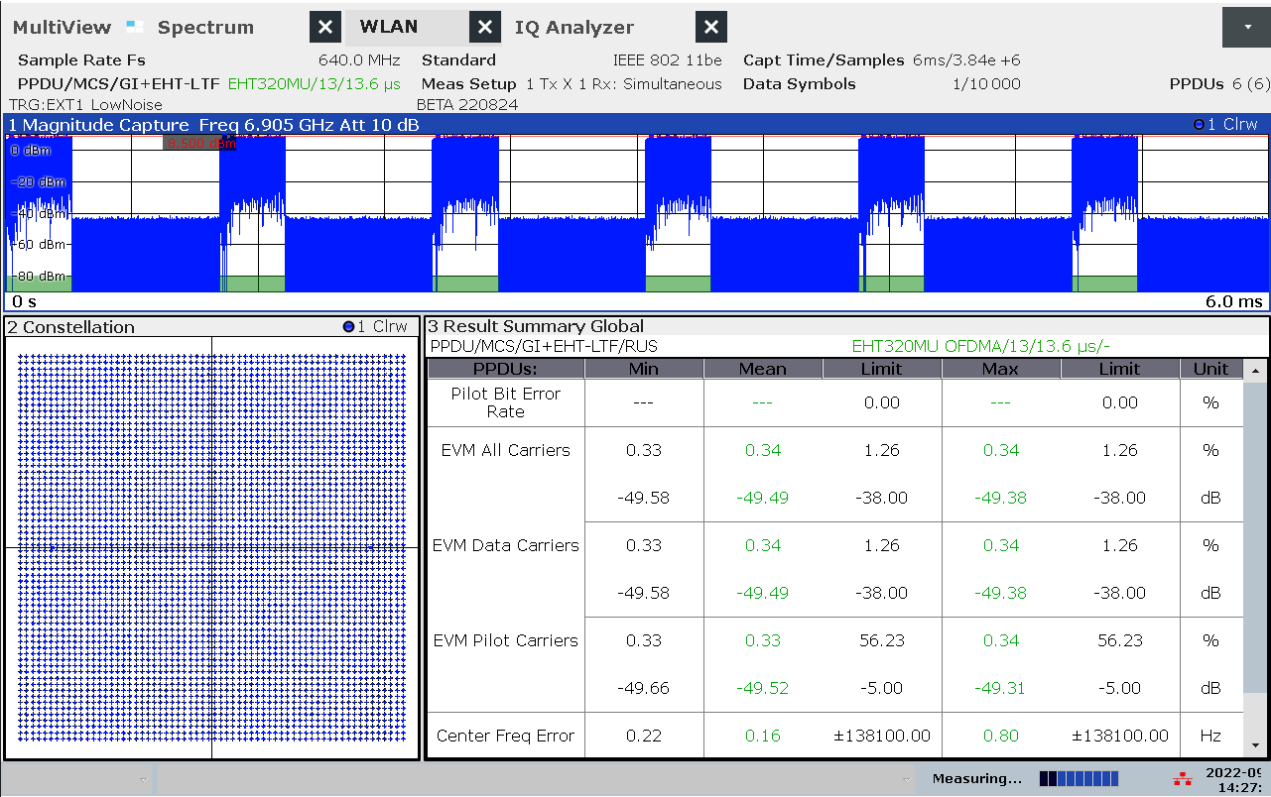 MultiView Spectrum WLAN IQ Analyzer
Sample Rate Fs 640.0 MHz Standard IEEE 802 11be Capt Time/Samples 6ms/3.84e +6
PPDU/MCS/GI+EHT-LTF EHT320MU/13/13.6 µs Meas Setup 1 Tx X 1 Rx: Simultaneous Data Symbols 1/10 000 PPDUs 6 (6)
TRG:EXT1 LowNoise BETA 220824
1 Magnitude Capture Freq 6.905 GHz Att 10 dB 1 Clrw
0 dBm
-20 dBm
-40 dBm
-60 dBm
-80 dBm
0 s 6.0 ms
2 Constellation 1 Clrw
3 Result Summary Global
PPDU/MCS/GI+EHT-LTF/RUS EHT320MU OFDMA/13/13.6 µs/-
PPDUs: Min Mean Limit Max Limit Unit
Pilot Bit Error Rate --- --- 0.00 --- 0.00 %
EVM All Carriers 0.33 0.34 1.26 0.34 1.26 %
-49.58 -49.49 -38.00 -49.38 -38.00 dB
EVM Data Carriers 0.33 0.34 1.26 0.34 1.26 %
-49.58 -49.49 -38.00 -49.38 -38.00 dB
EVM Pilot Carriers 0.33 0.33 56.23 0.34 56.23 %
-49.66 -49.52 -5.00 -49.31 -5.00 dB
Center Freq Error 0.22 0.16 ±138100.00 0.80 ±138100.00 Hz
Measuring... 2022-09
14:27: